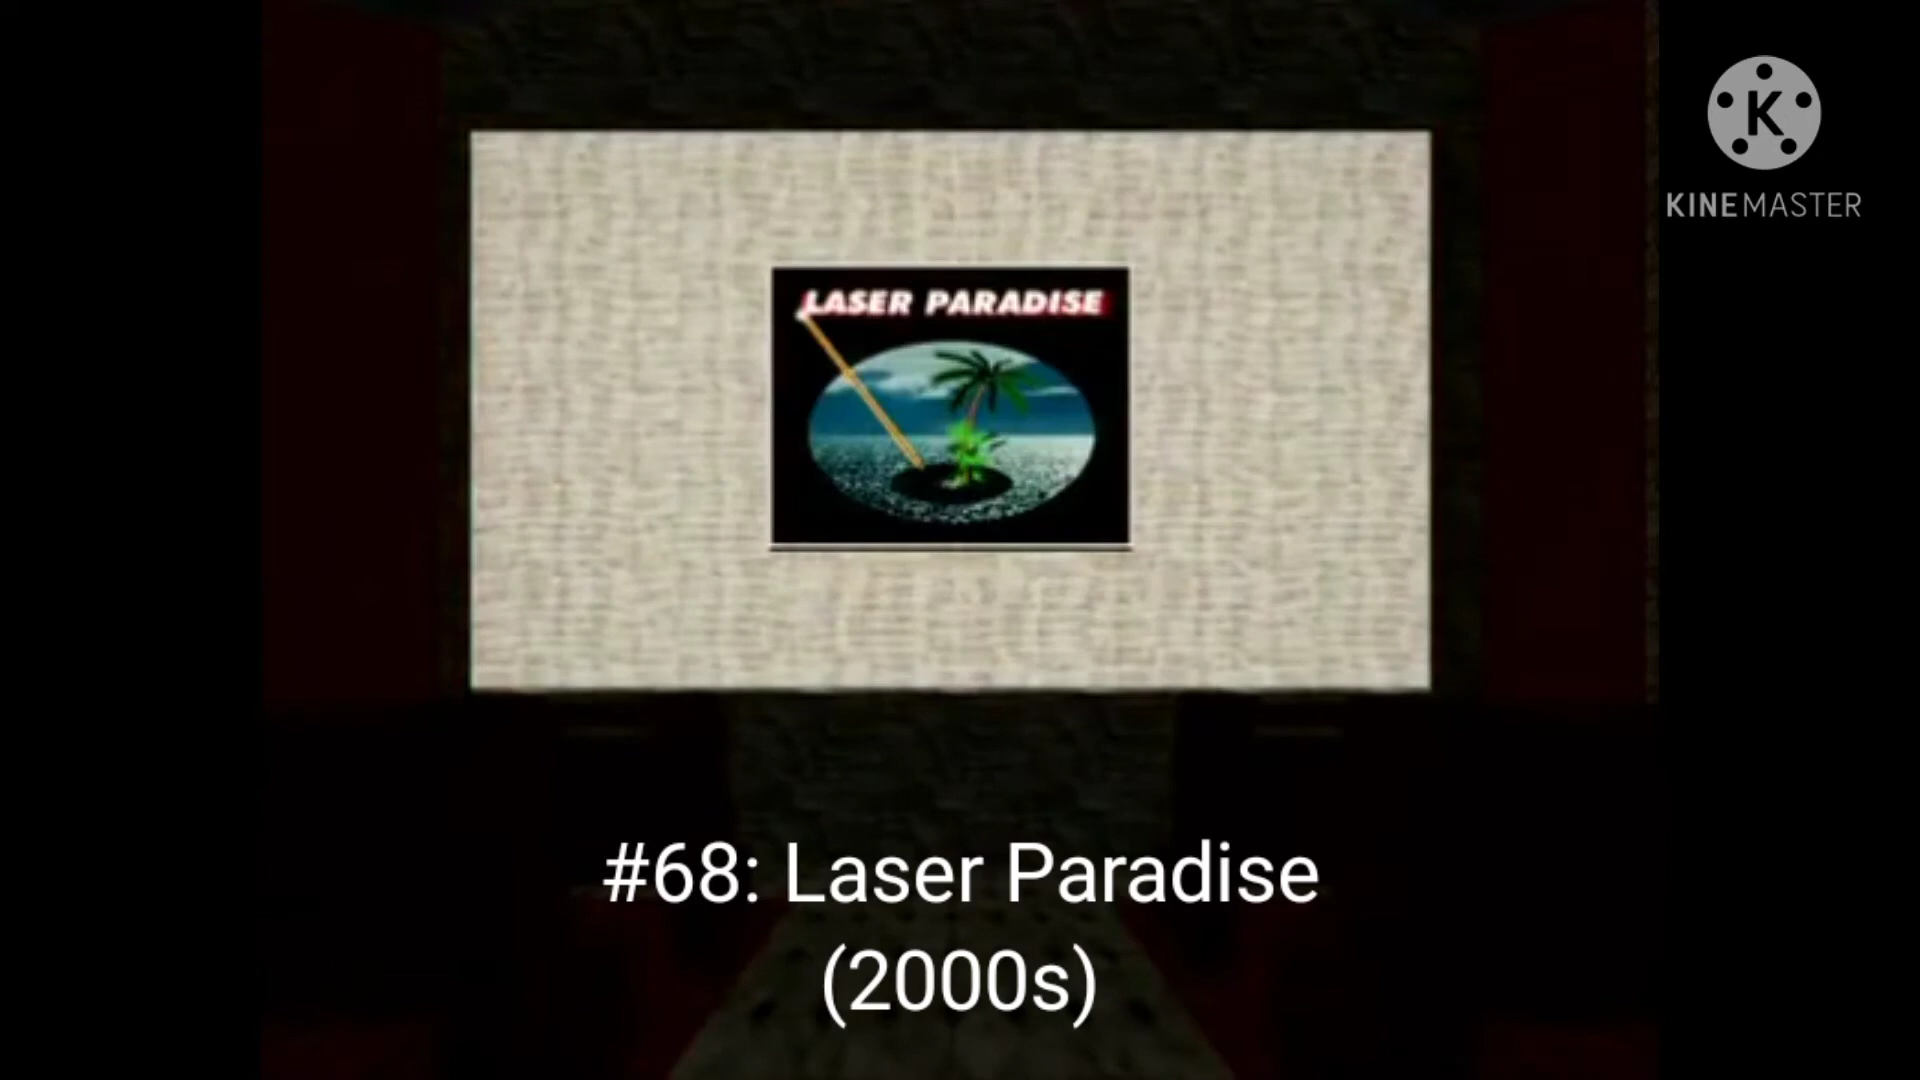 K
KINEMASTER
LASER PARADISE
#68: Laser Paradise
(2000s)